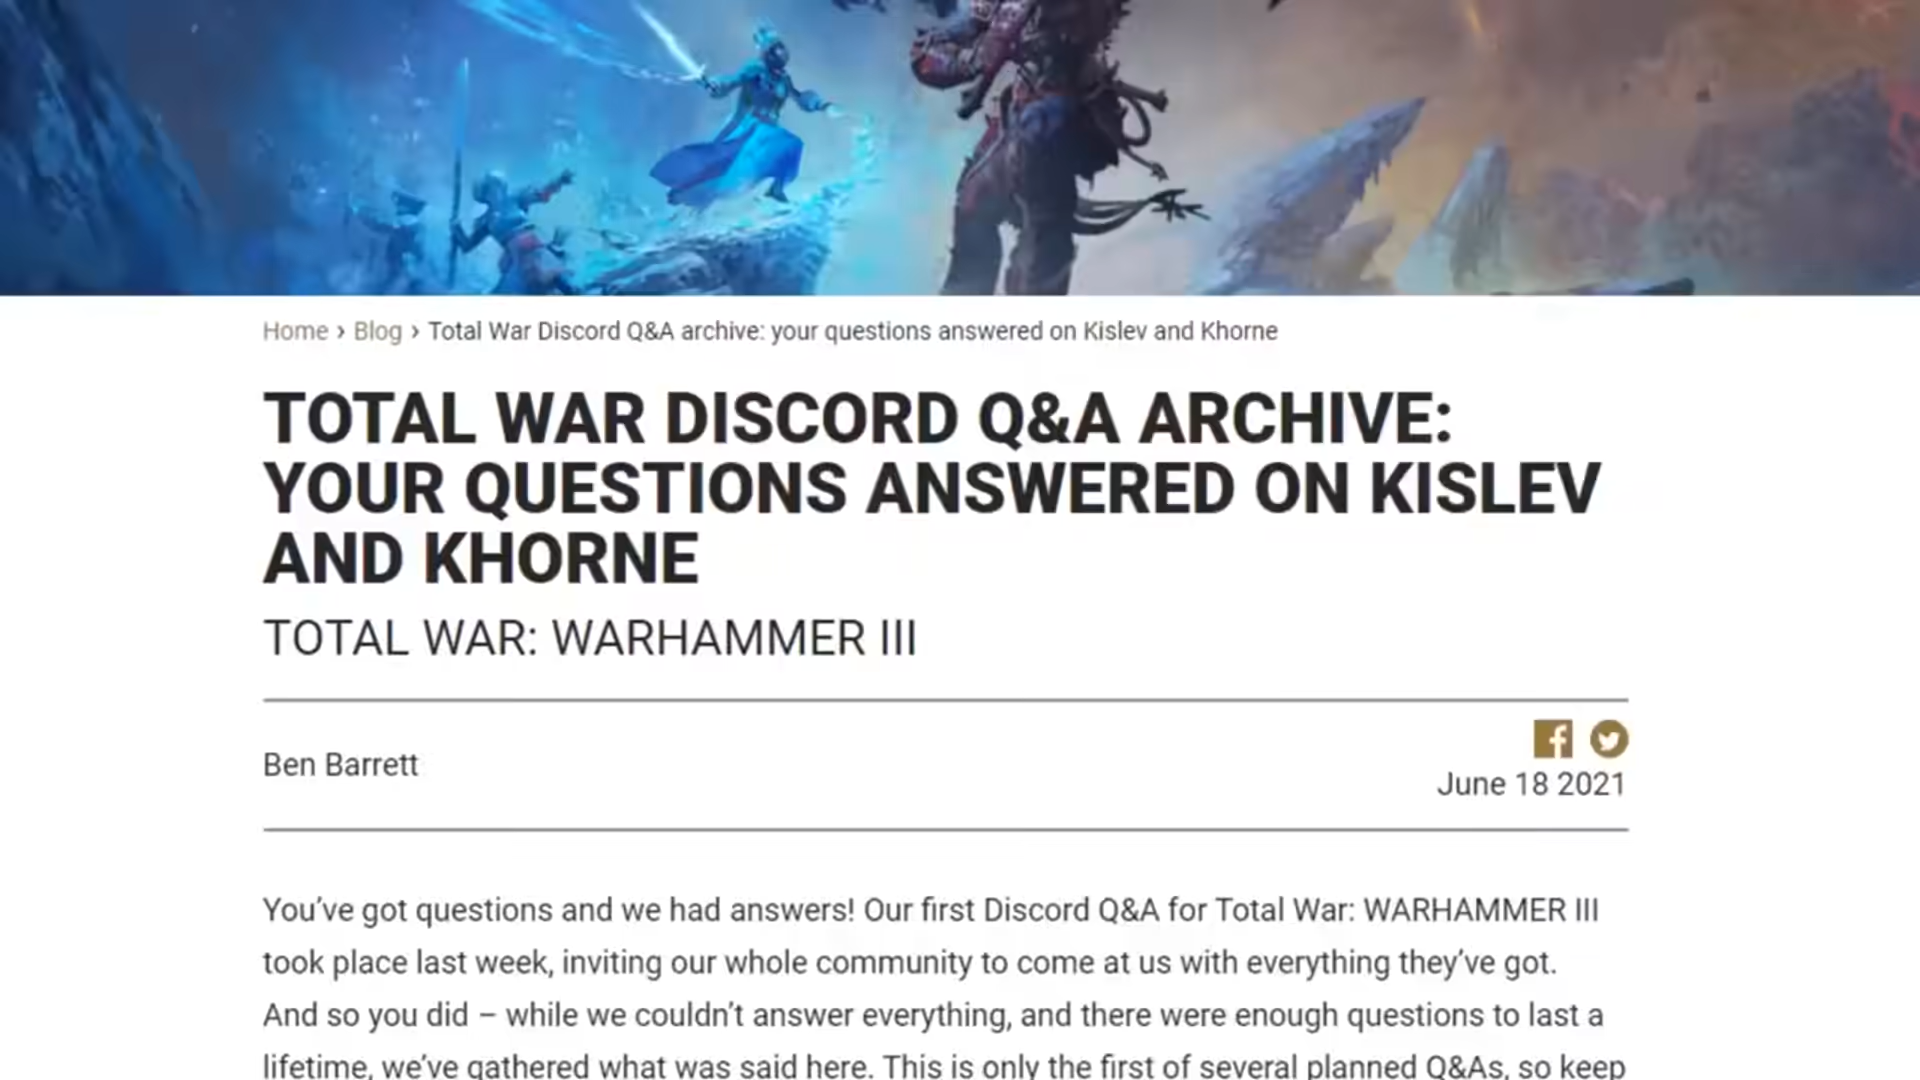 Home › Blog › Total War Discord Q&A archive: your questions answered on Kislev and Khorne
TOTAL WAR DISCORD Q&A ARCHIVE:
YOUR QUESTIONS ANSWERED ON KISLEV
AND KHORNE
TOTAL WAR: WARHAMMER III
Ben Barrett
June 18 2021
You’ve got questions and we had answers! Our first Discord Q&A for Total War: WARHAMMER III
took place last week, inviting our whole community to come at us with everything they’ve got.
And so you did – while we couldn’t answer everything, and there were enough questions to last a
lifetime, we’ve gathered what was said here. This is only the first of several planned Q&As, so keep